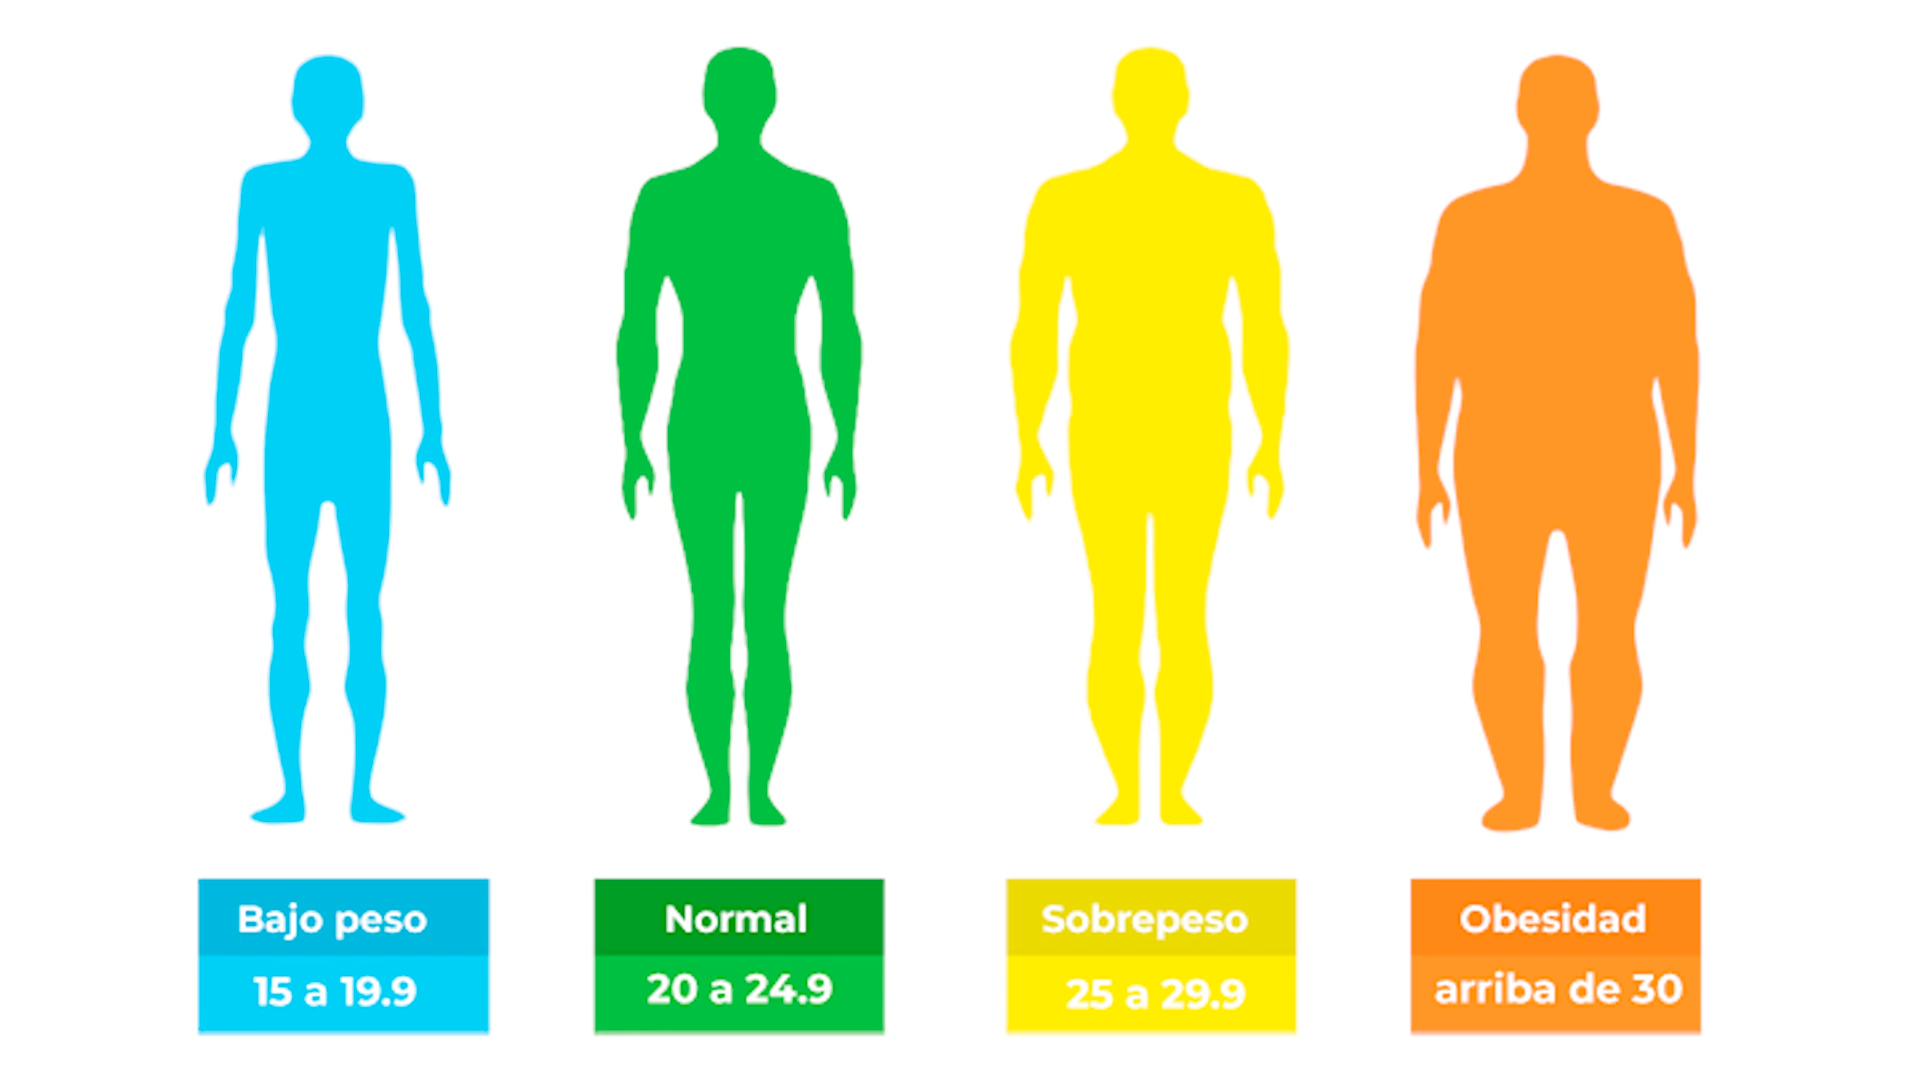 Bajo peso
15 a 19.9
Normal
20 a 24.9
Sobrepeso
25 a 29.9
Obesidad
arriba de 30